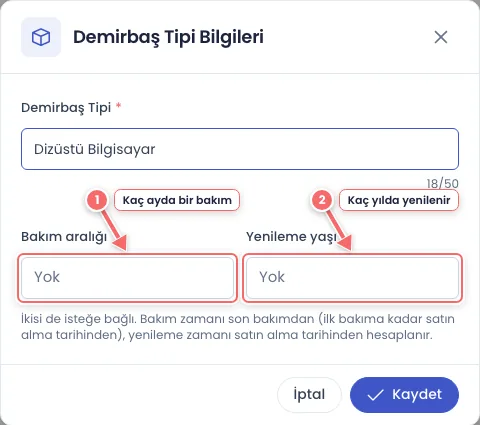 Demirbaş Tipi Bilgileri
Demirbaş Tipi *
Dizüstü Bilgisayar
18/50
1 Kaç ayda bir bakım
2 Kaç yılda yenilenir
Bakım aralığı
Yenileme yaşı
Yok
Yok
İkisi de isteğe bağlı. Bakım zamanı son bakımdan (ilk bakıma kadar satın
alma tarihinden), yenileme zamanı satın alma tarihinden hesaplanır.
İptal
Kaydet